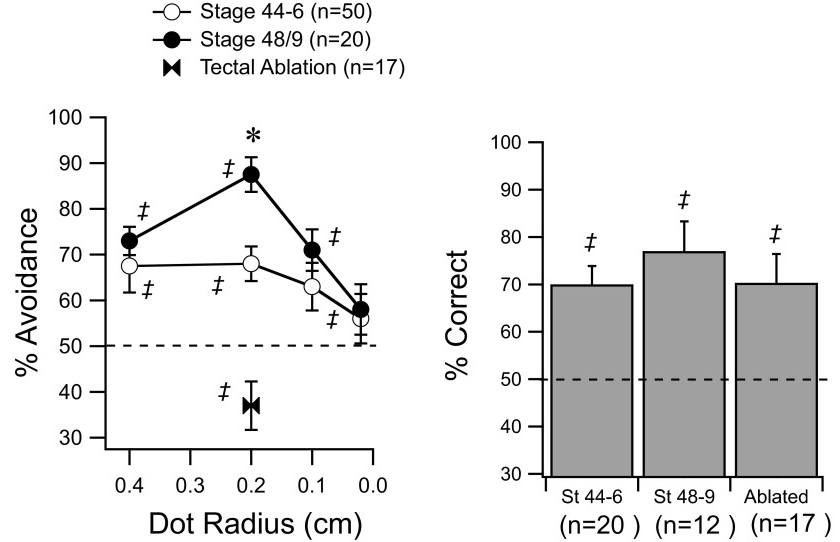 Stage 44-6 (n=50)
Stage 48/9 (n=20)
Tectal Ablation (n=17)
% Avoidance
100
90
80
70
60
50
40
30
*
‡
‡
‡
‡
‡
‡
‡
0.4
0.3
0.2
0.1
0.0
Dot Radius (cm)
% Correct
100
90
80
70
60
50
40
30
‡
‡
‡
St 44-6
St 48-9
Ablated
(n=20 )
(n=12 )
(n=17 )